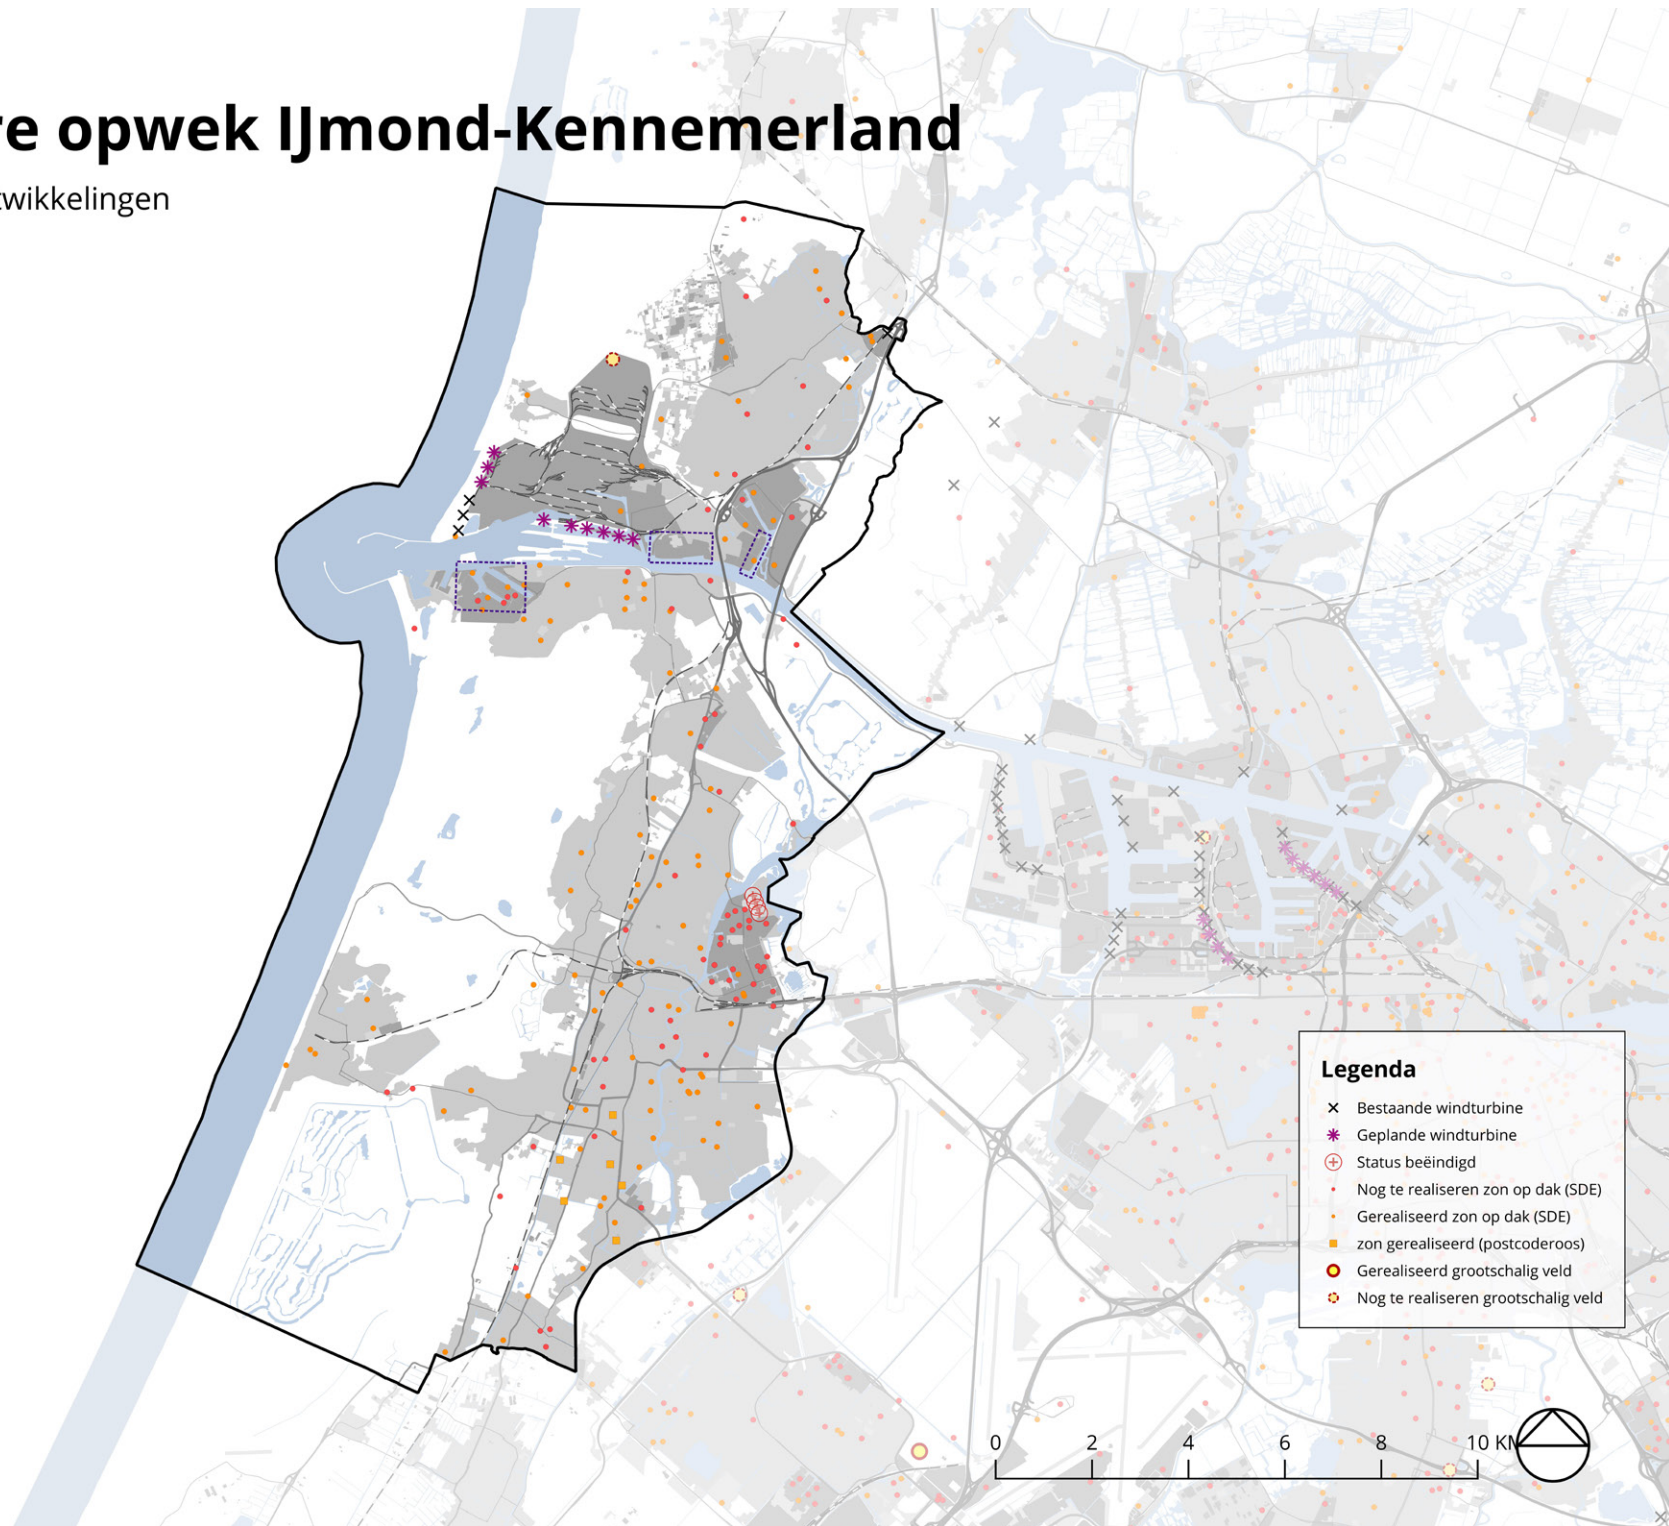 re opwek IJmond-Kennemerland
twikkelingen
Legenda
Bestaande windturbine
Geplande windturbine
Status beëindigd
Nog te realiseren zon op dak (SDE)
Gerealiseerd zon op dak (SDE)
zon gerealiseerd (postcoderoos)
Gerealiseerd grootschalig veld
Nog te realiseren grootschalig veld
0 2 4 6 8 10 KM